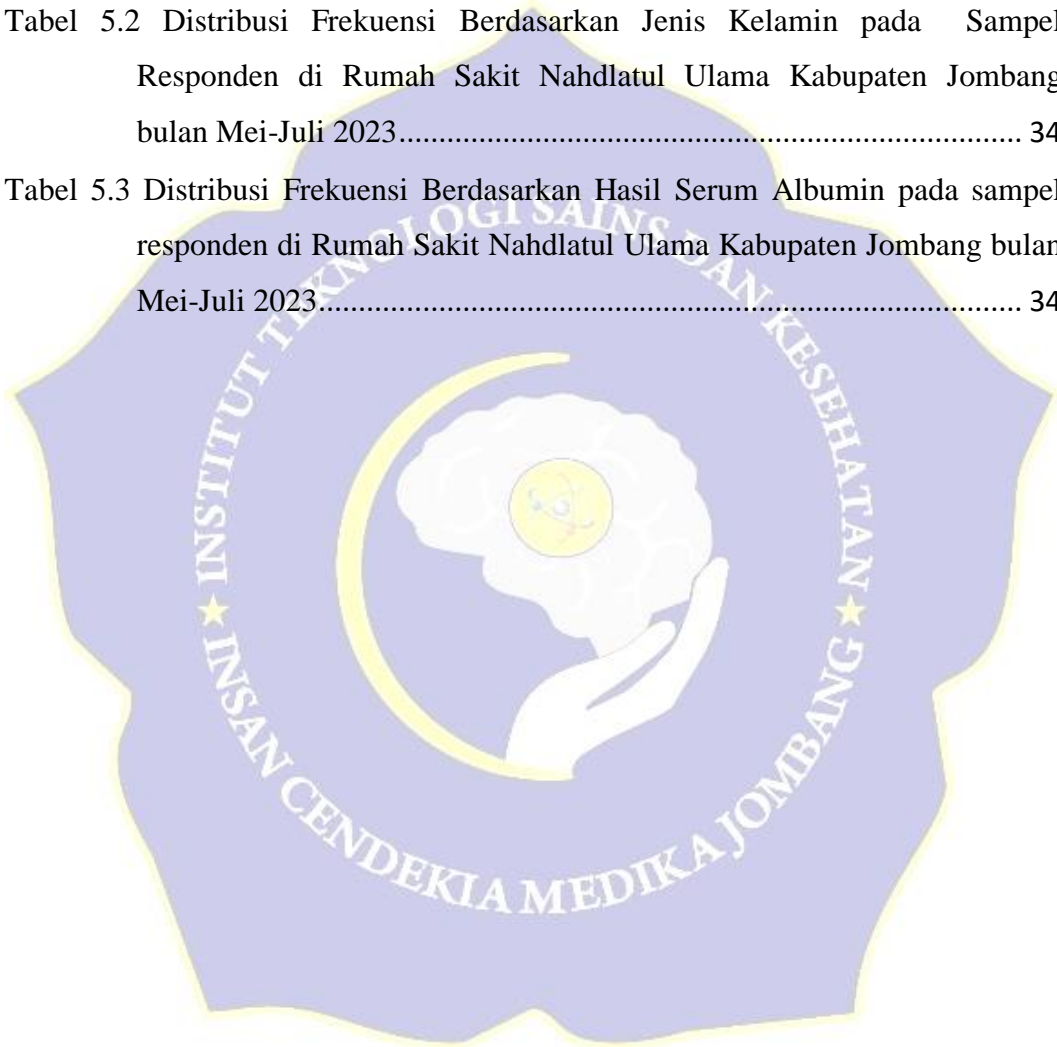 Tabel 5.2 Distribusi Frekuensi Berdasarkan Jenis Kelamin pada Sampel
Responden di Rumah Sakit Nahdlatul Ulama Kabupaten Jombang
bulan Mei-Juli 2023.............................................................................. 34
Tabel 5.3 Distribusi Frekuensi Berdasarkan Hasil Serum Albumin pada sampel
responden di Rumah Sakit Nahdlatul Ulama Kabupaten Jombang bulan
Mei-Juli 2023........................................................................................ 34
INSTITUT TEKNOLOGI SAINS DAN KESEHATAN
★ INSAN CENDEKIA MEDIKA JOMBANG ★